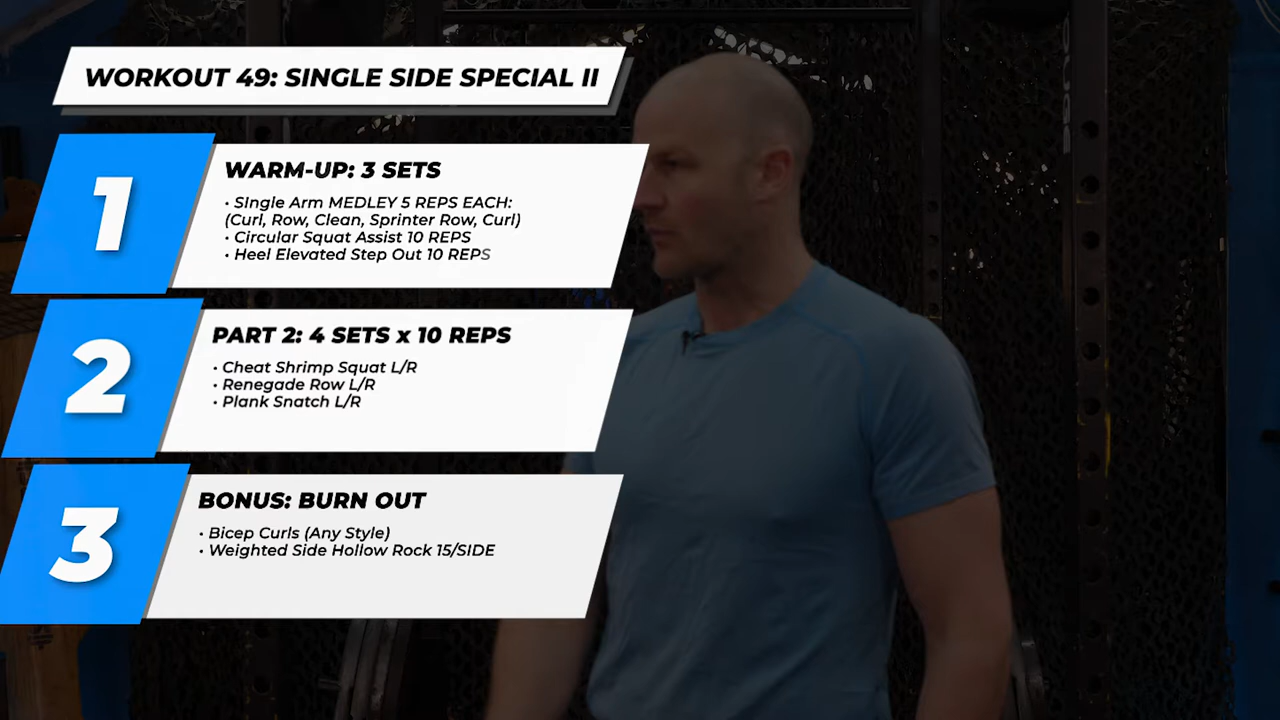 WORKOUT 49: SINGLE SIDE SPECIAL II
1
WARM-UP: 3 SETS
• SIngle Arm MEDLEY 5 REPS EACH:
(Curl, Row, Clean, Sprinter Row, Curl)
• Circular Squat Assist 10 REPS
• Heel Elevated Step Out 10 REPS
2
PART 2: 4 SETS x 10 REPS
• Cheat Shrimp Squat L/R
• Renegade Row L/R
• Plank Snatch L/R
3
BONUS: BURN OUT
• Bicep Curls (Any Style)
• Weighted Side Hollow Rock 15/SIDE